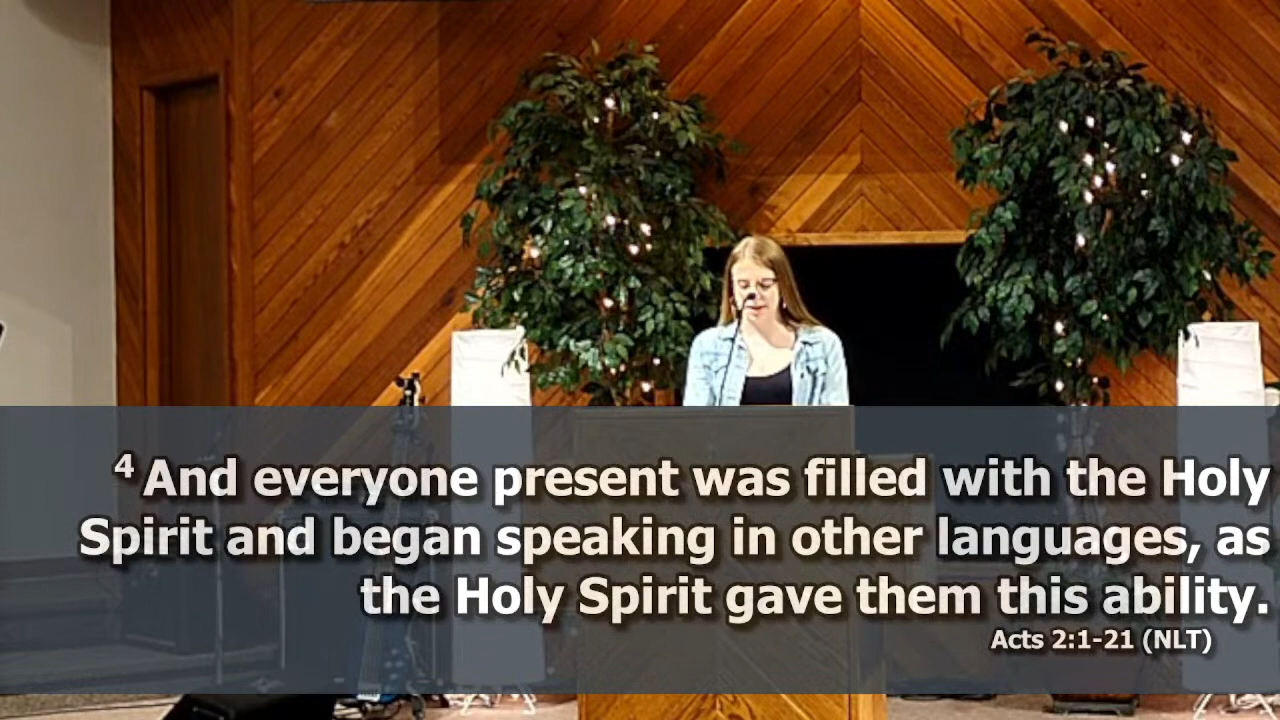 4 And everyone present was filled with the Holy
Spirit and began speaking in other languages, as
the Holy Spirit gave them this ability.
Acts 2:1-21 (NLT)